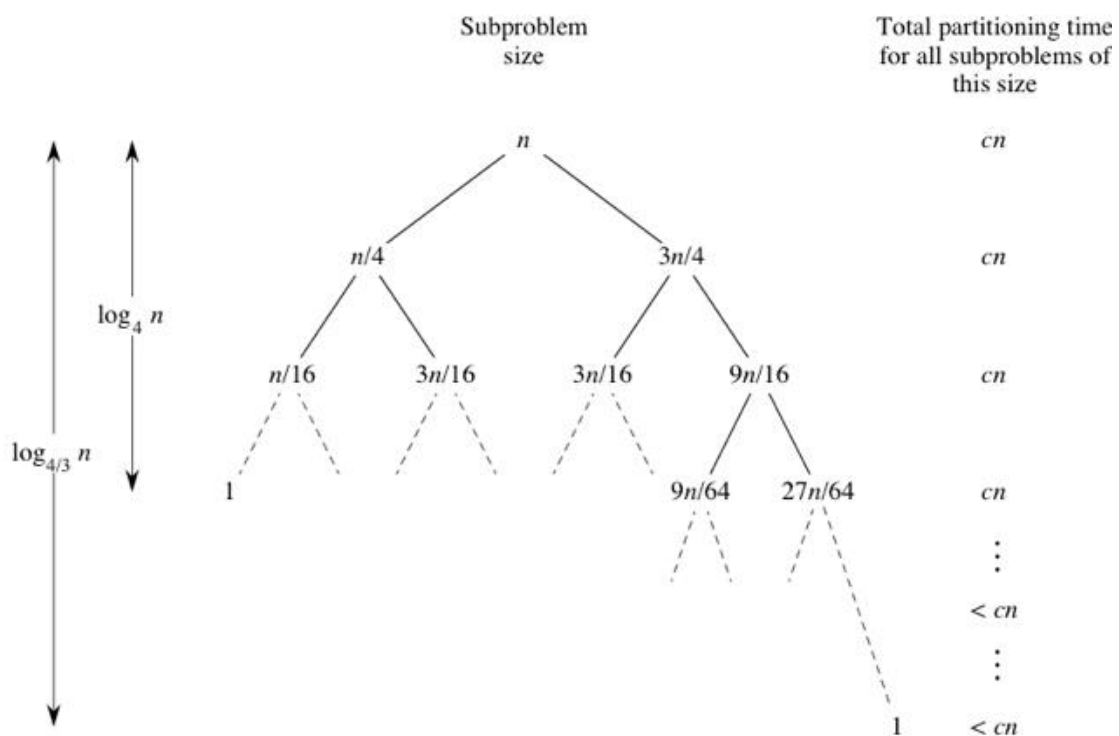 Subproblem
size
Total partitioning time
for all subproblems of
this size
n
cn
n/4
3n/4
cn
log₄ n
n/16
3n/16
3n/16
9n/16
cn
log₄/₃ n
1
9n/64
27n/64
cn
⋮
< cn
⋮
1
< cn